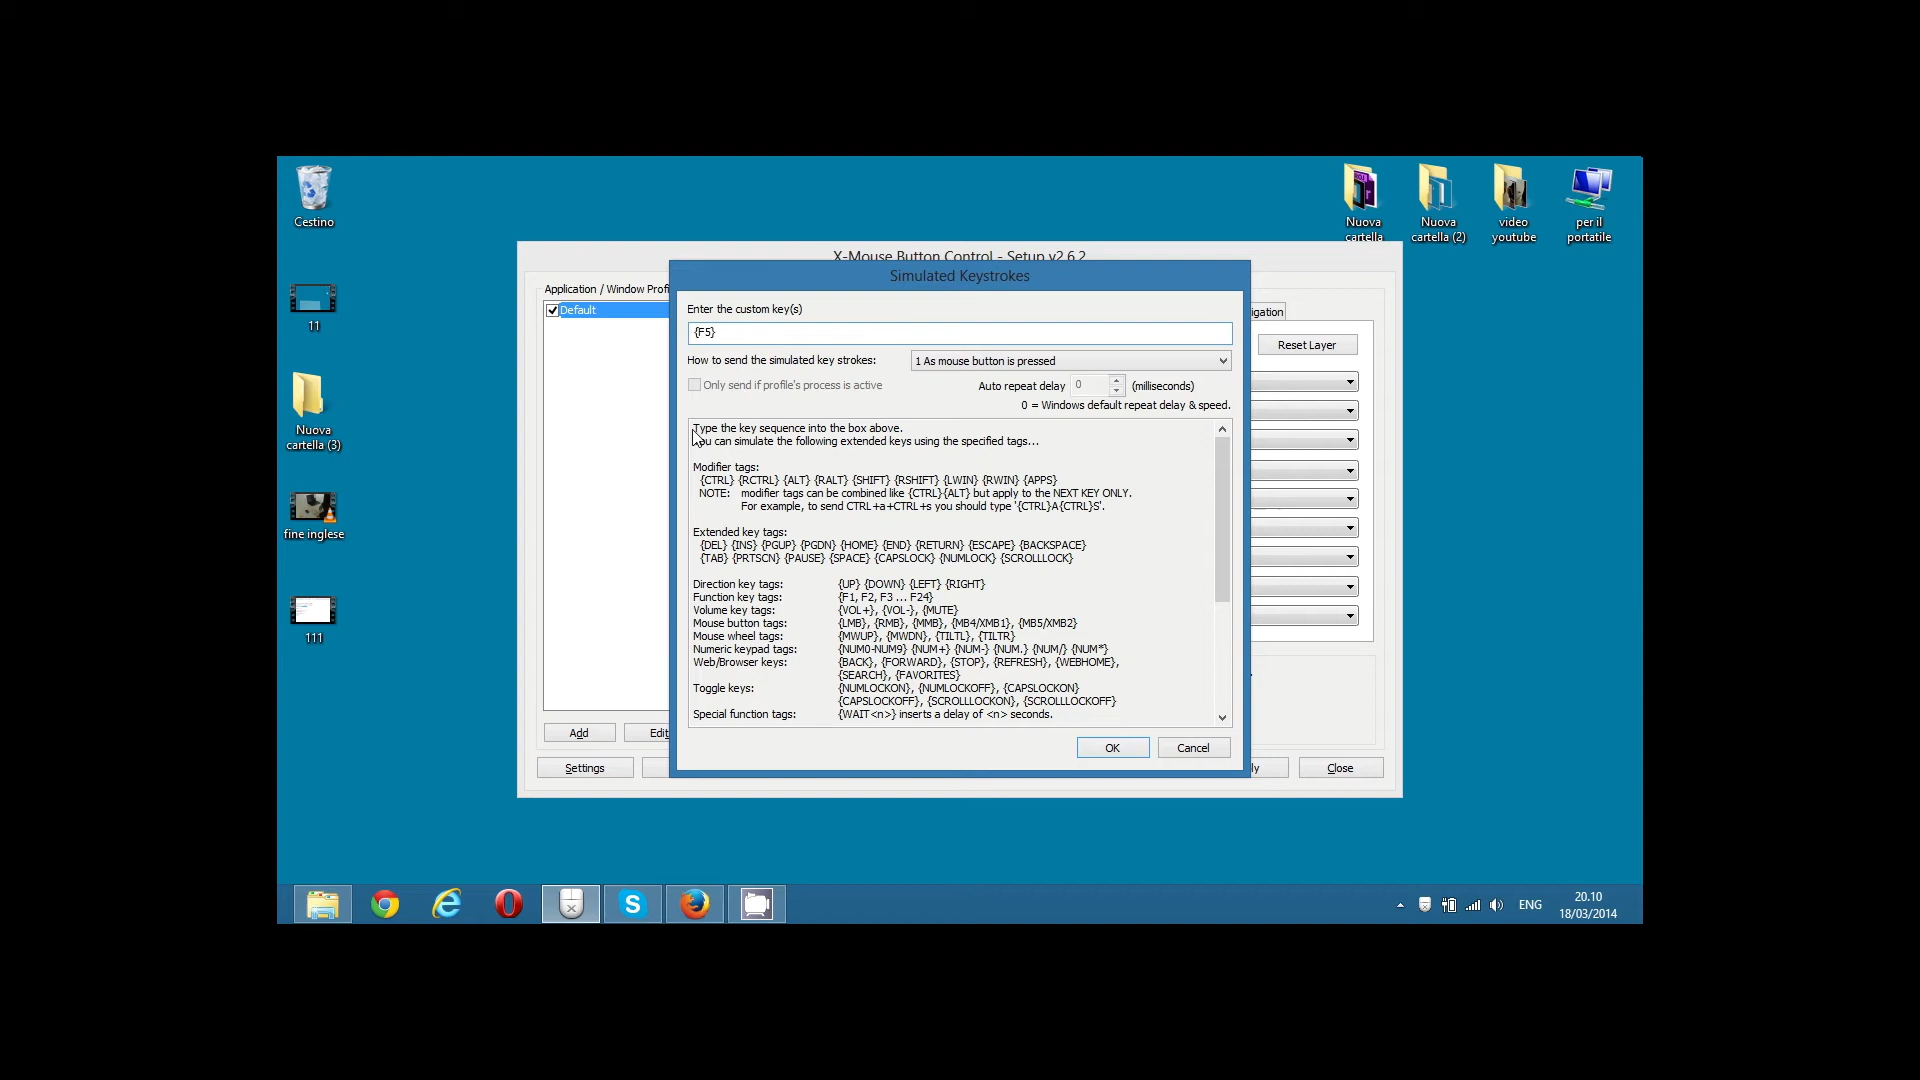 Cestino
11
Nuova
cartella (3)
fine inglese
111
Nuova
cartella
Nuova
cartella (2)
video
youtube
per il
portatile
X-Mouse Button Control - Setup v2.6.2
Application / Window Profi
Default
Add
Edit
Settings
igation
Reset Layer
ly
Close
Simulated Keystrokes
Enter the custom key(s)
{F5}
How to send the simulated key strokes:
1 As mouse button is pressed
Only send if profile's process is active
Auto repeat delay
0
(milliseconds)
0 = Windows default repeat delay & speed.
Type the key sequence into the box above.
ou can simulate the following extended keys using the specified tags...
Modifier tags:
{CTRL} {RCTRL} {ALT} {RALT} {SHIFT} {RSHIFT} {LWIN} {RWIN} {APPS}
NOTE: modifier tags can be combined like {CTRL}{ALT} but apply to the NEXT KEY ONLY.
For example, to send CTRL+a+CTRL+s you should type '{CTRL}A{CTRL}S'.
Extended key tags:
{DEL} {INS} {PGUP} {PGDN} {HOME} {END} {RETURN} {ESCAPE} {BACKSPACE}
{TAB} {PRTSCN} {PAUSE} {SPACE} {CAPSLOCK} {NUMLOCK} {SCROLLLOCK}
Direction key tags: {UP} {DOWN} {LEFT} {RIGHT}
Function key tags: {F1, F2, F3 ... F24}
Volume key tags: {VOL+}, {VOL-}, {MUTE}
Mouse button tags: {LMB}, {RMB}, {MMB}, {MB4/XMB1}, {MB5/XMB2}
Mouse wheel tags: {MWUP}, {MWDN}, {TILTL}, {TILTR}
Numeric keypad tags: {NUM0-NUM9} {NUM+} {NUM-} {NUM.} {NUM/} {NUM*}
Web/Browser keys: {BACK}, {FORWARD}, {STOP}, {REFRESH}, {WEBHOME},
{SEARCH}, {FAVORITES}
Toggle keys: {NUMLOCKON}, {NUMLOCKOFF}, {CAPSLOCKON}
{CAPSLOCKOFF}, {SCROLLLOCKON}, {SCROLLLOCKOFF}
Special function tags: {WAIT<n>} inserts a delay of <n> seconds.
OK
Cancel
ENG
20.10
18/03/2014